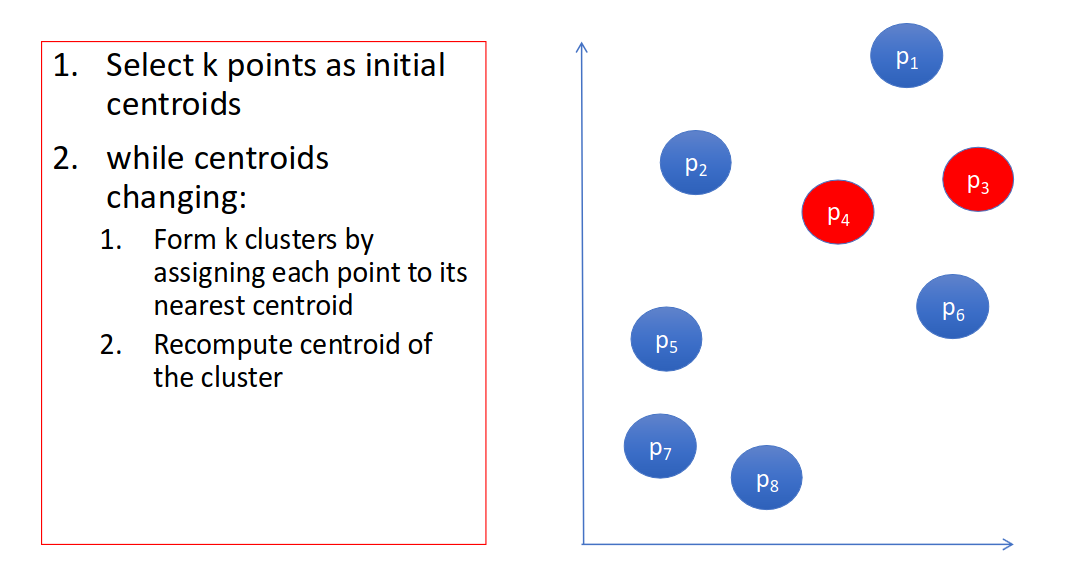 1. Select k points as initial
centroids
2. while centroids
changing:
1. Form k clusters by
assigning each point to its
nearest centroid
2. Recompute centroid of
the cluster
p₁
p₂
p₃
p₄
p₆
p₅
p₇
p₈